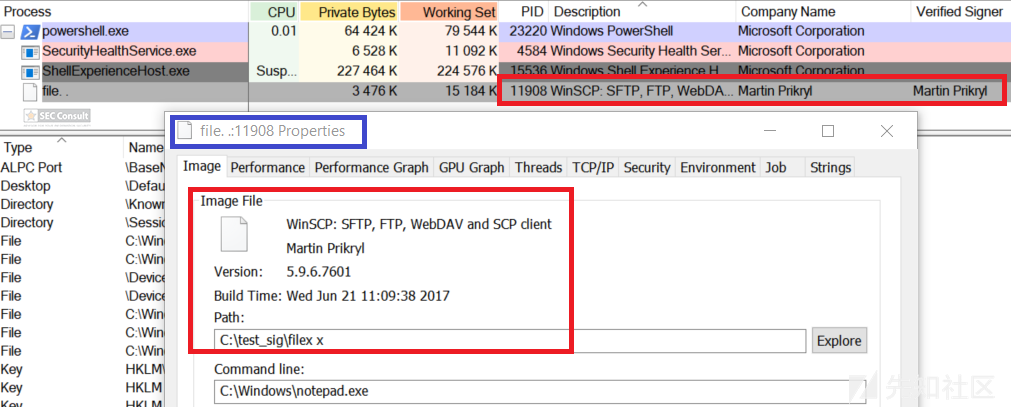 Process CPU Private Bytes Working Set PID Description Company Name Verified Signer
powershell.exe 0.01 64 424 K 79 544 K 23220 Windows PowerShell Microsoft Corporation
SecurityHealthService.exe 6 528 K 11 092 K 4584 Windows Security Health Ser... Microsoft Corporation
ShellExperienceHost.exe Susp... 227 464 K 224 576 K 15536 Windows Shell Experience H... Microsoft Corporation
file. . 3 476 K 15 184 K 11908 WinSCP: SFTP, FTP, WebDA... Martin Prikryl Martin Prikryl
SEC Consult
file. .:11908 Properties
Type Name
Image Performance Performance Graph GPU Graph Threads TCP/IP Security Environment Job Strings
ALPC Port \BaseN
Desktop \Defau
Directory \Known
Directory \Sessio
File C:\Win
File C:\Win
File \Device
File \Device
File C:\Win
File C:\Win
File C:\Win
Key HKLM\
Key HKLM
Key HKLM
Image File
WinSCP: SFTP, FTP, WebDAV and SCP client
Martin Prikryl
Version: 5.9.6.7601
Build Time: Wed Jun 21 11:09:38 2017
Path:
C:\test_sig\filex x
Explore
Command line:
C:\Windows\notepad.exe
先知社区